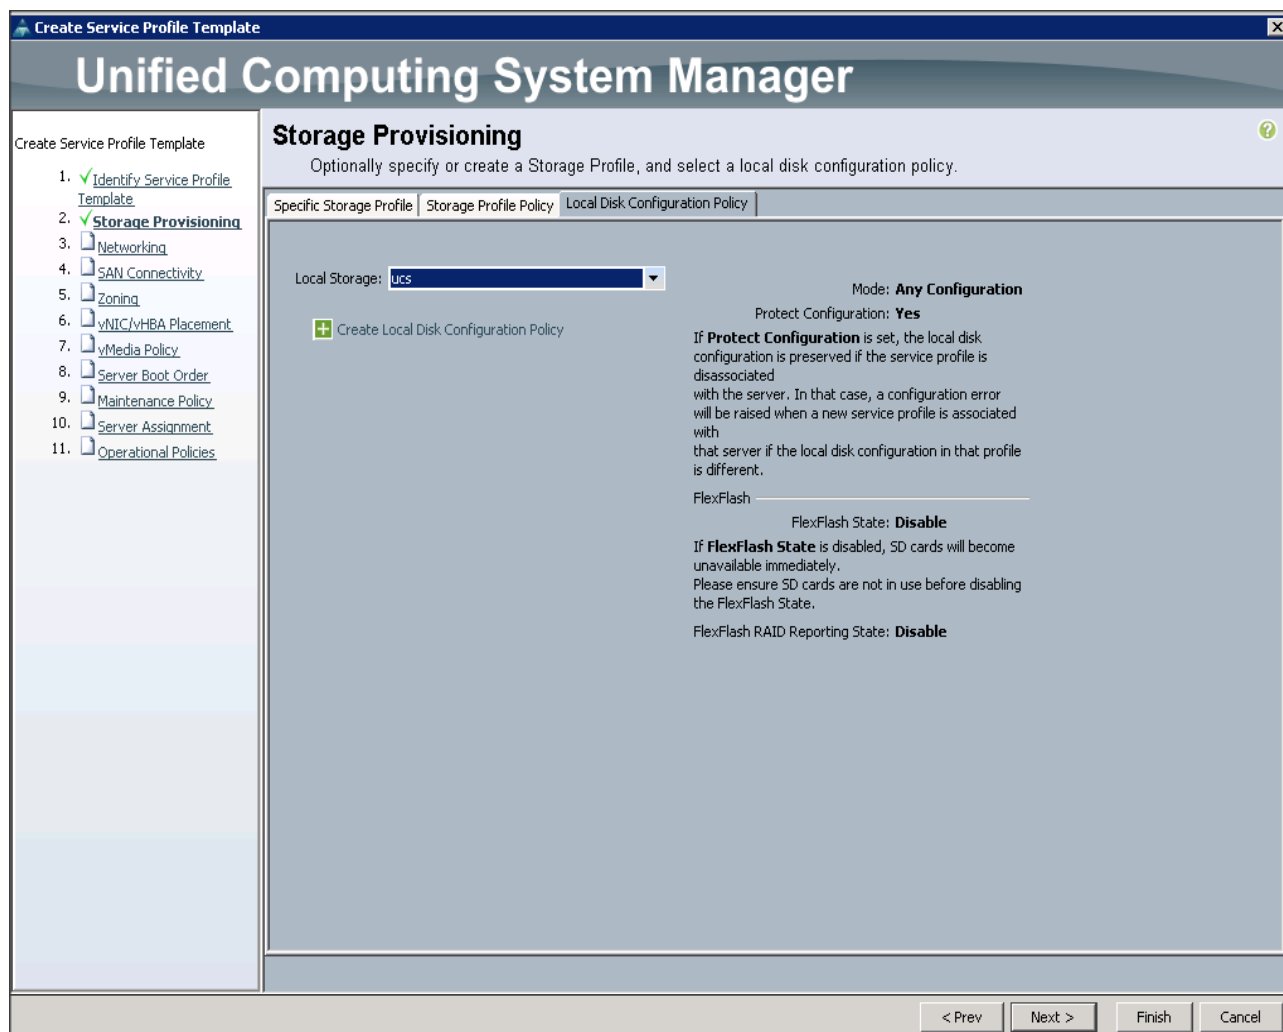 Create Service Profile Template
Unified Computing System Manager
Create Service Profile Template
1. Identify Service Profile
Template
2. Storage Provisioning
3. Networking
4. SAN Connectivity
5. Zoning
6. vNIC/vHBA Placement
7. vMedia Policy
8. Server Boot Order
9. Maintenance Policy
10. Server Assignment
11. Operational Policies
Storage Provisioning
Optionally specify or create a Storage Profile, and select a local disk configuration policy.
Specific Storage Profile Storage Profile Policy Local Disk Configuration Policy
Local Storage: ucs
Create Local Disk Configuration Policy
Mode: Any Configuration
Protect Configuration: Yes
If Protect Configuration is set, the local disk
configuration is preserved if the service profile is
disassociated
with the server. In that case, a configuration error
will be raised when a new service profile is associated
with
that server if the local disk configuration in that profile
is different.
FlexFlash
FlexFlash State: Disable
If FlexFlash State is disabled, SD cards will become
unavailable immediately.
Please ensure SD cards are not in use before disabling
the FlexFlash State.
FlexFlash RAID Reporting State: Disable
< Prev Next > Finish Cancel